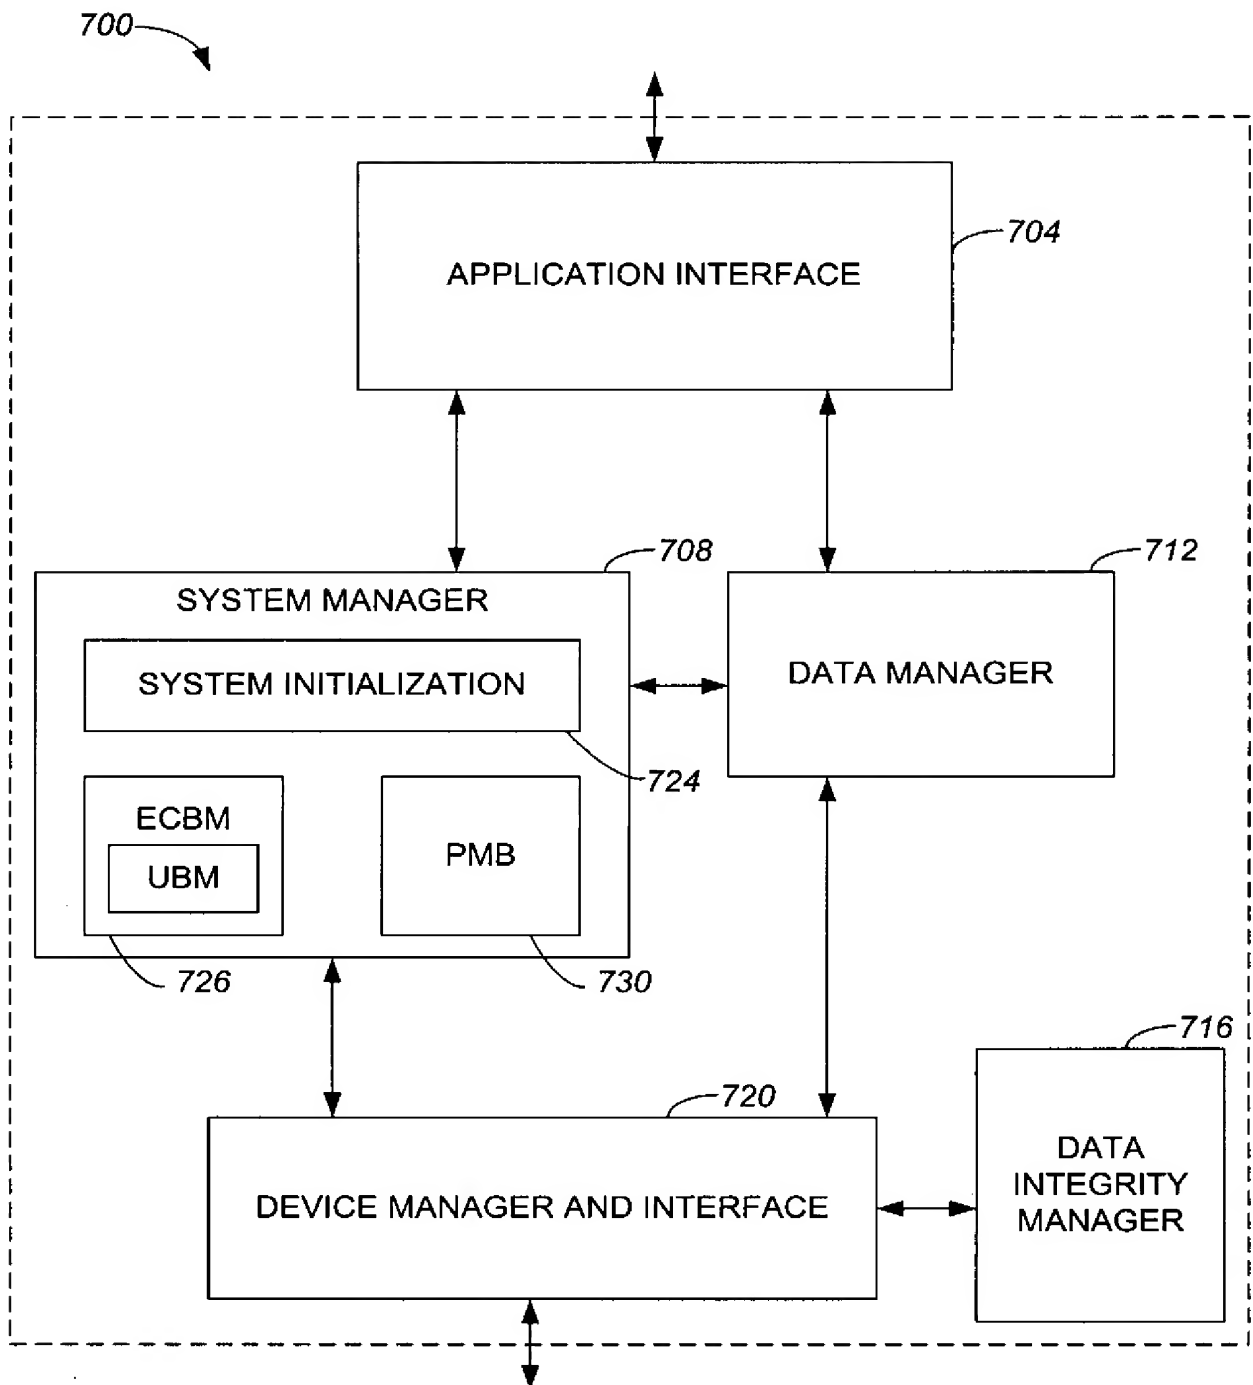 700
704
APPLICATION INTERFACE
708
712
SYSTEM MANAGER
SYSTEM INITIALIZATION
DATA MANAGER
724
ECBM
UBM
PMB
726
730
716
720
DEVICE MANAGER AND INTERFACE
DATA
INTEGRITY
MANAGER